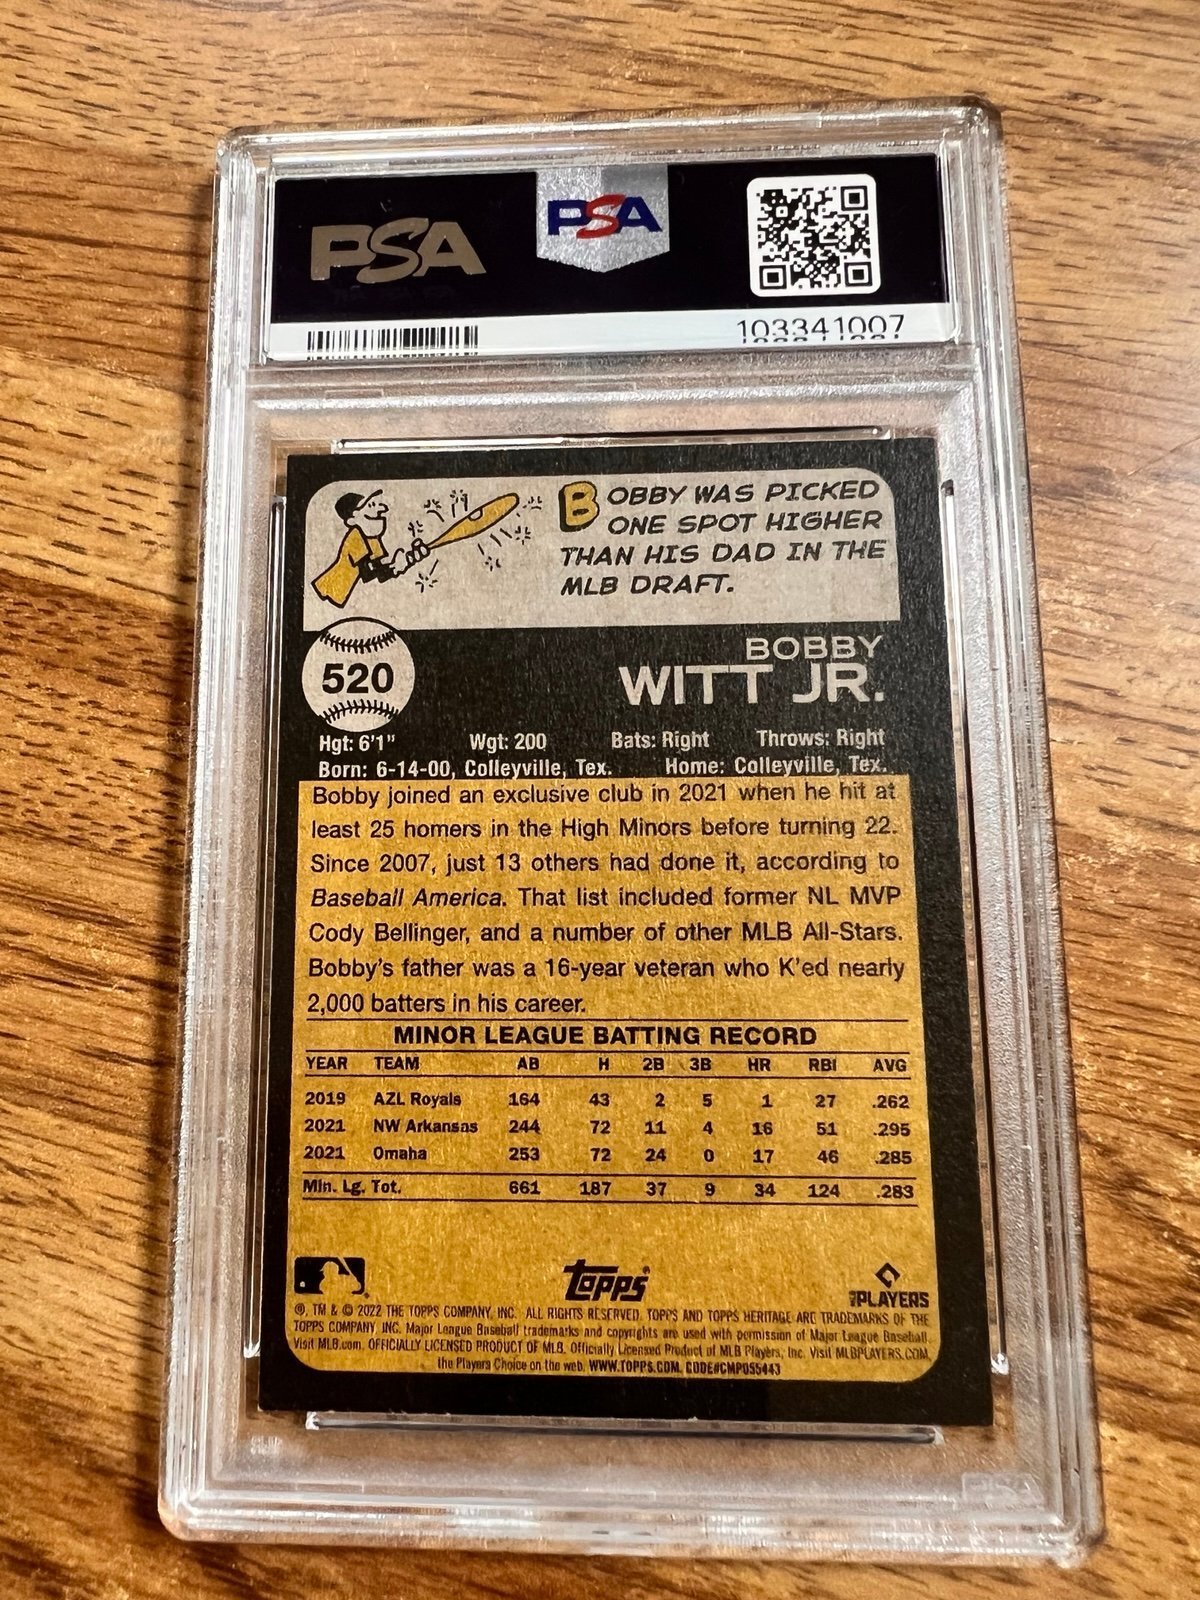 PSA
PSA
103341007
BOBBY WAS PICKED
ONE SPOT HIGHER
THAN HIS DAD IN THE
MLB DRAFT.
520
BOBBY
WITT JR.
Hgt: 6'1" Wgt: 200 Bats: Right Throws: Right
Born: 6-14-00, Colleyville, Tex. Home: Colleyville, Tex.
Bobby joined an exclusive club in 2021 when he hit at
least 25 homers in the High Minors before turning 22.
Since 2007, just 13 others had done it, according to
Baseball America. That list included former NL MVP
Cody Bellinger, and a number of other MLB All-Stars.
Bobby's father was a 16-year veteran who K'ed nearly
2,000 batters in his career.
MINOR LEAGUE BATTING RECORD
YEAR TEAM AB H 2B 3B HR RBI AVG
2019 AZL Royals 164 43 2 5 1 27 .262
2021 NW Arkansas 244 72 11 4 16 51 .295
2021 Omaha 253 72 24 0 17 46 .285
Min. Lg. Tot. 661 187 37 9 34 124 .283
Topps
PLAYERS
®, TM & © 2022 THE TOPPS COMPANY, INC. ALL RIGHTS RESERVED. TOPPS AND TOPPS HERITAGE ARE TRADEMARKS OF THE
TOPPS COMPANY, INC. Major League Baseball trademarks and copyrights are used with permission of Major League Baseball.
Visit MLB.com. OFFICIALLY LICENSED PRODUCT OF MLB. Officially Licensed Product of MLB Players, Inc. Visit MLBPLAYERS.COM,
the Players Choice on the web. WWW.TOPPS.COM. CODE#CMP055443